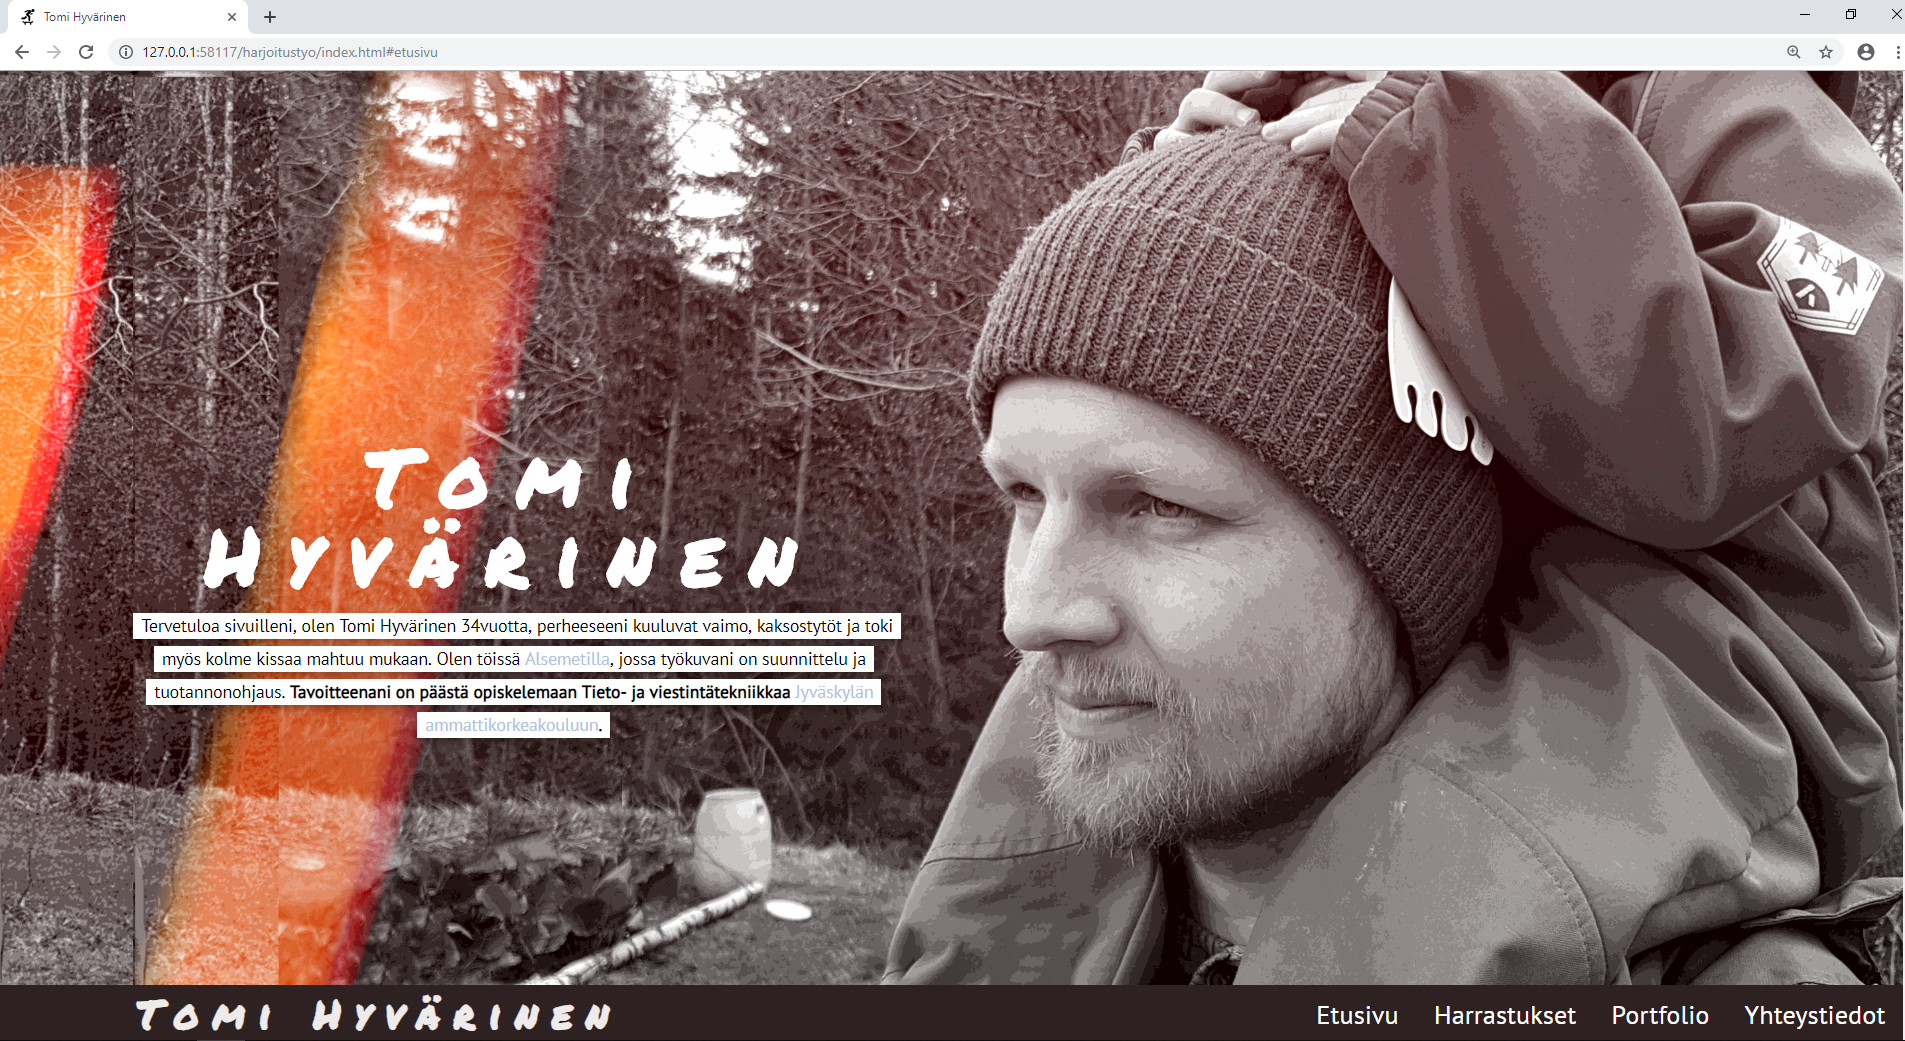 Tomi Hyvärinen
127.0.0.1:58117/harjoitustyo/index.html#etusivu
Tomi
Hyvärinen
Tervetuloa sivuilleni, olen Tomi Hyvärinen 34vuotta, perheeseeni kuuluvat vaimo, kaksostytöt ja toki
myös kolme kissaa mahtuu mukaan. Olen töissä Alsemetilla, jossa työkuvani on suunnittelu ja
tuotannonohjaus. Tavoitteenani on päästä opiskelemaan Tieto- ja viestintätekniikkaa Jyväskylän
ammattikorkeakouluun.
Tomi Hyvärinen
Etusivu Harrastukset Portfolio Yhteystiedot